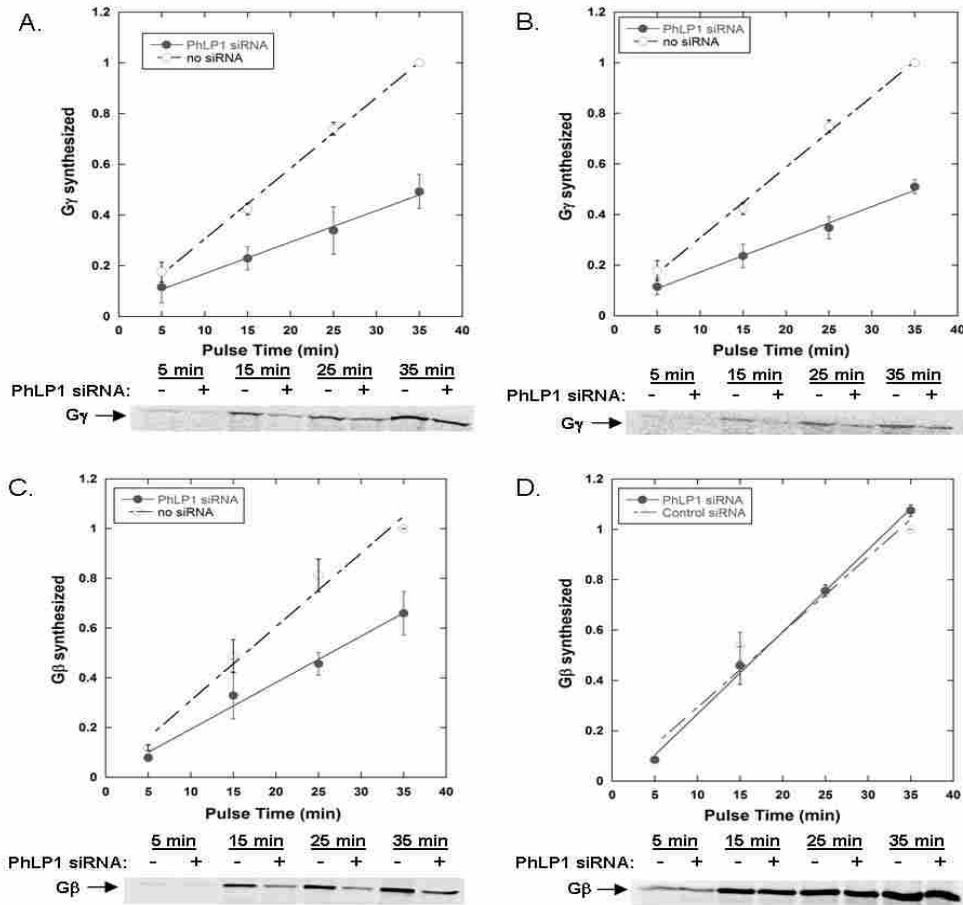 A.
PhLP1 siRNA
no siRNA
Gγ synthesized
1.2
1
0.8
0.6
0.4
0.2
0
0 5 10 15 20 25 30 35 40
Pulse Time (min)
5 min 15 min 25 min 35 min
PhLP1 siRNA: - + - + - + - +
Gγ
B.
PhLP1 siRNA
no siRNA
Gγ synthesized
1.2
1
0.8
0.6
0.4
0.2
0
0 5 10 15 20 25 30 35 40
Pulse Time (min)
5 min 15 min 25 min 35 min
PhLP1 siRNA: - + - + - + - +
Gγ
C.
PhLP1 siRNA
no siRNA
Gβ synthesized
1.2
1
0.8
0.6
0.4
0.2
0
0 5 10 15 20 25 30 35 40
Pulse Time (min)
5 min 15 min 25 min 35 min
PhLP1 siRNA: - + - + - + - +
Gβ
D.
PhLP1 siRNA
Control siRNA
Gβ synthesized
1.2
1
0.8
0.6
0.4
0.2
0
0 5 10 15 20 25 30 35 40
Pulse Time (min)
5 min 15 min 25 min 35 min
PhLP1 siRNA: - + - + - + - +
Gβ